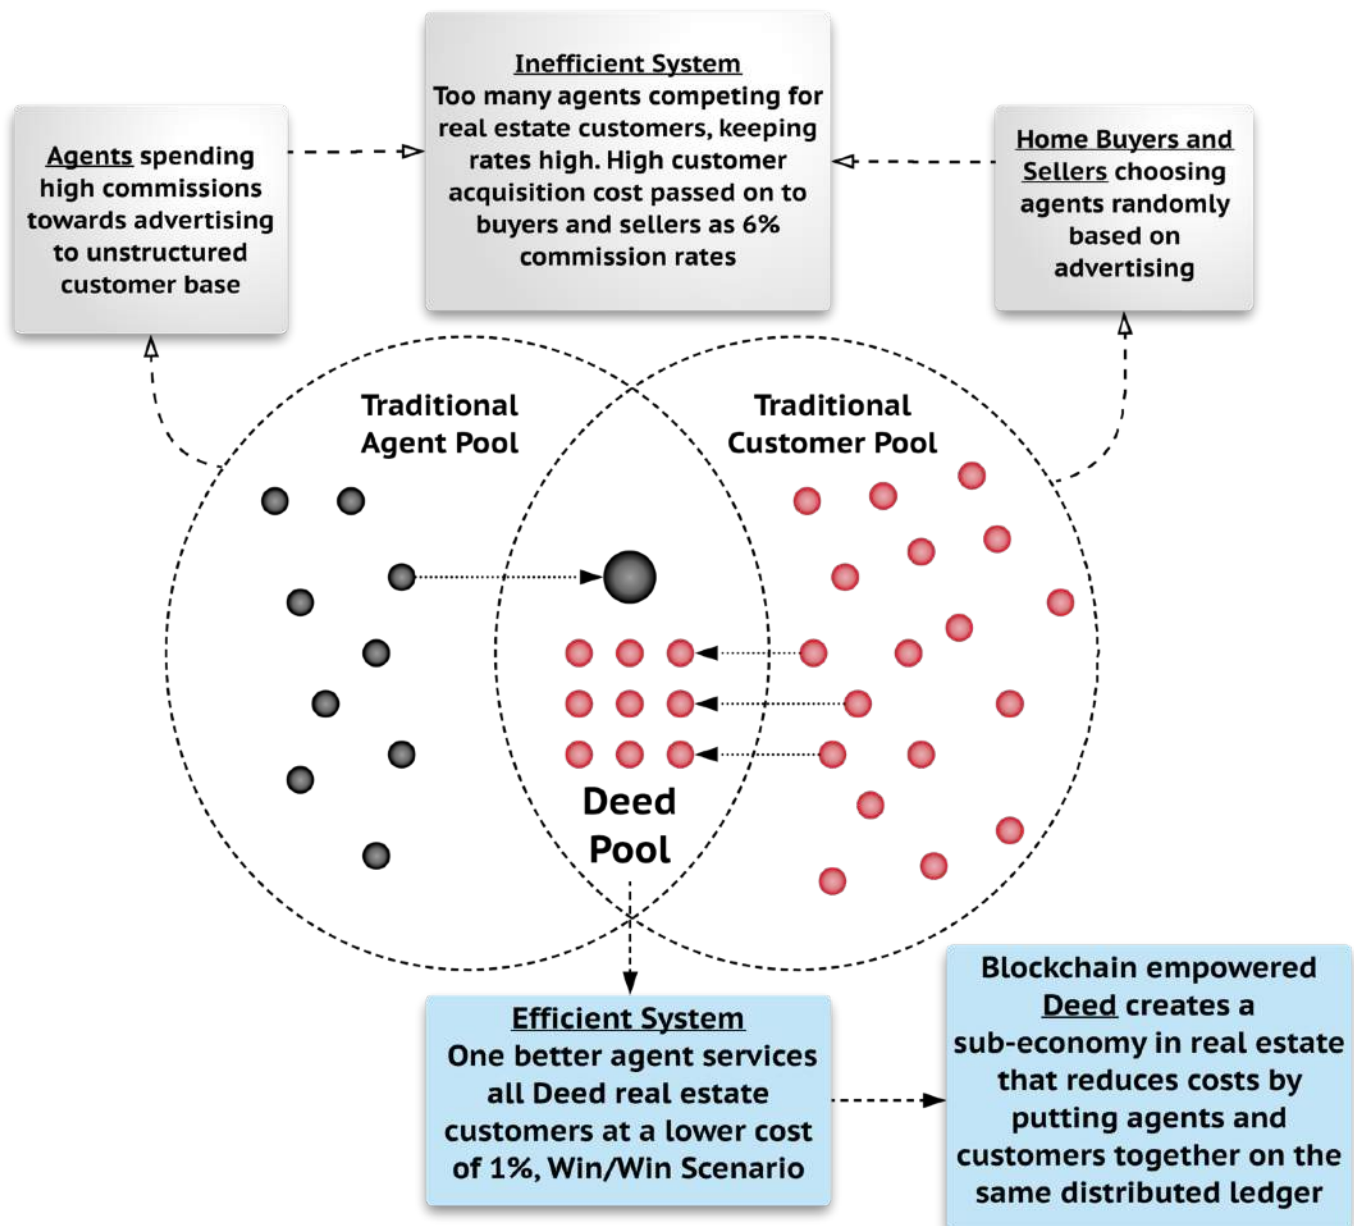 Inefficient System
Too many agents competing for
real estate customers, keeping
rates high. High customer
acquisition cost passed on to
buyers and sellers as 6%
commission rates
Agents spending
high commissions
towards advertising
to unstructured
customer base
Home Buyers and
Sellers choosing
agents randomly
based on
advertising
Traditional
Agent Pool
Traditional
Customer Pool
Deed
Pool
Efficient System
One better agent services
all Deed real estate
customers at a lower cost
of 1%, Win/Win Scenario
Blockchain empowered
Deed creates a
sub-economy in real estate
that reduces costs by
putting agents and
customers together on the
same distributed ledger